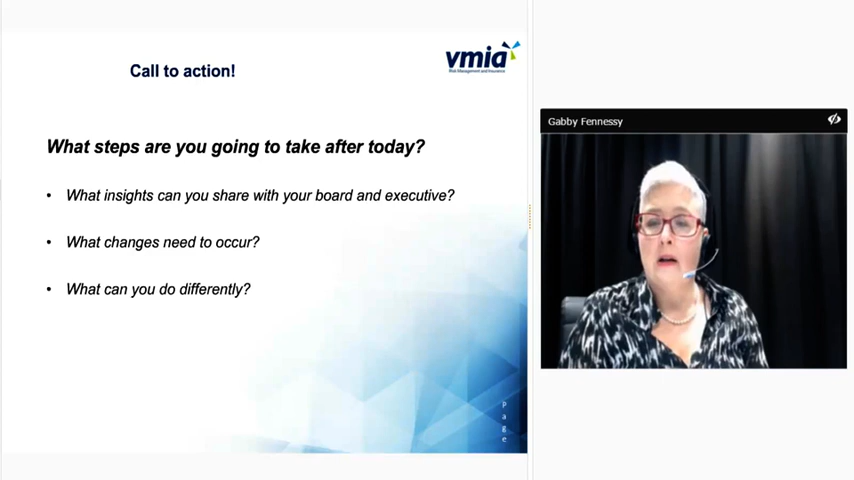 Call to action!
vmia
Risk Management and Insurance
What steps are you going to take after today?
• What insights can you share with your board and executive?
• What changes need to occur?
• What can you do differently?
P
a
g
e
Gabby Fennessy